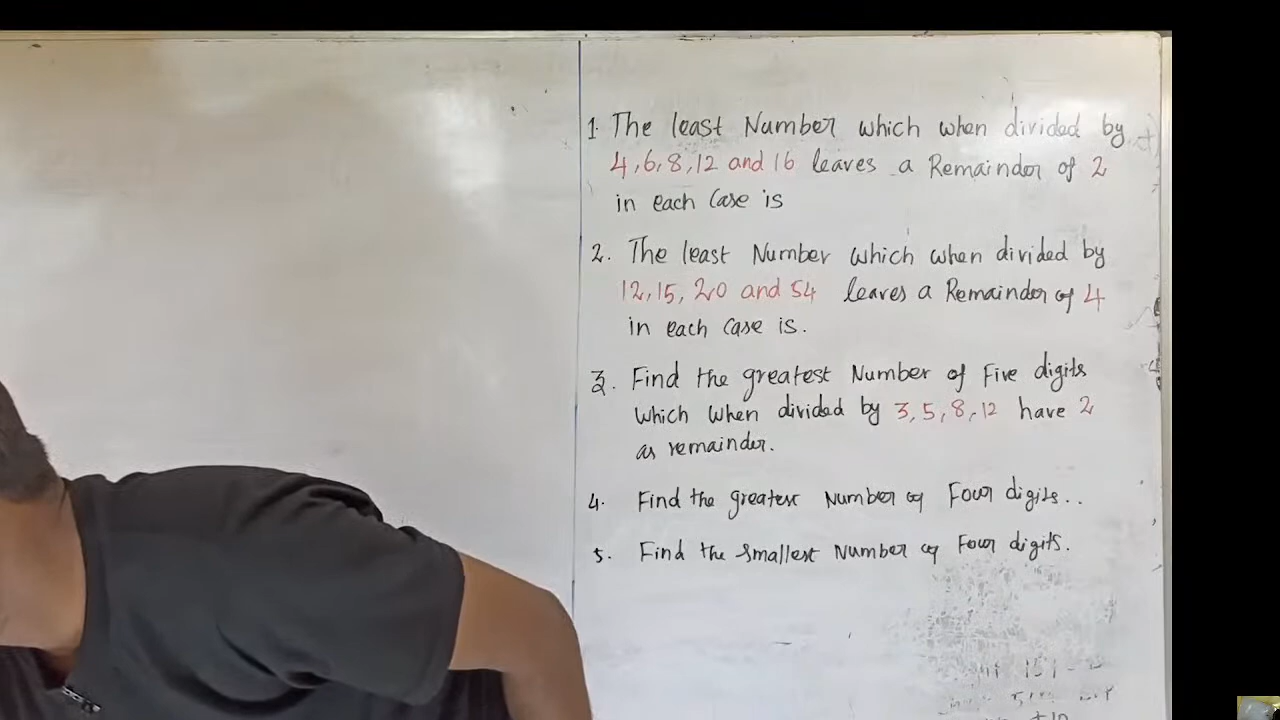 1. The least Number which when divided by
4, 6, 8, 12 and 16 leaves a Remainder of 2
in each Case is
2. The least Number which when divided by
12, 15, 20 and 54 leaves a Remainder of 4
in each case is.
3. Find the greatest Number of Five digits
which when divided by 3, 5, 8, 12 have 2
as remainder.
4. Find the greatest Number of Four digits..
5. Find the Smallest Number of Four digits.